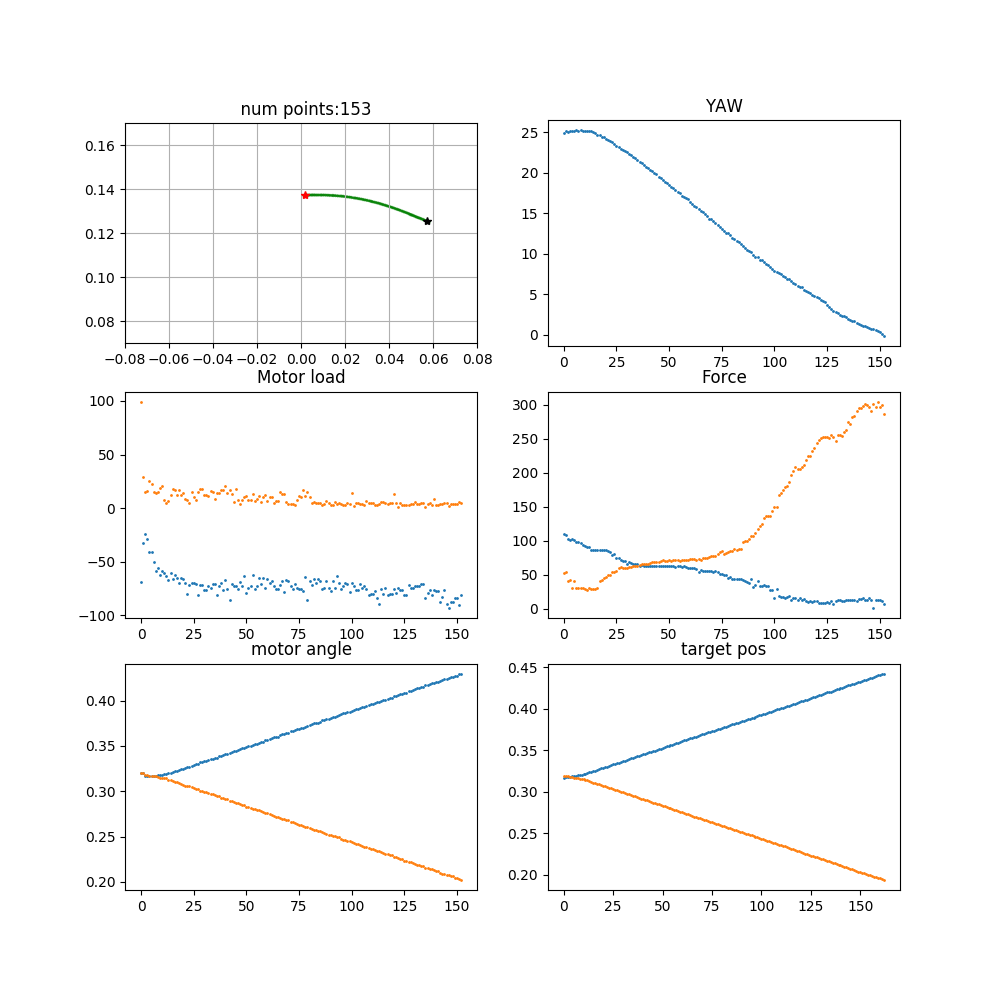 num points:153
0.16
0.14
0.12
0.10
0.08
−0.08 −0.06 −0.04 −0.02 0.00 0.02 0.04 0.06 0.08
YAW
25
20
15
10
5
0
0 25 50 75 100 125 150
Motor load
100
50
0
−50
−100
0 25 50 75 100 125 150
Force
300
250
200
150
100
50
0
0 25 50 75 100 125 150
motor angle
0.40
0.35
0.30
0.25
0.20
0 25 50 75 100 125 150
target pos
0.45
0.40
0.35
0.30
0.25
0.20
0 25 50 75 100 125 150